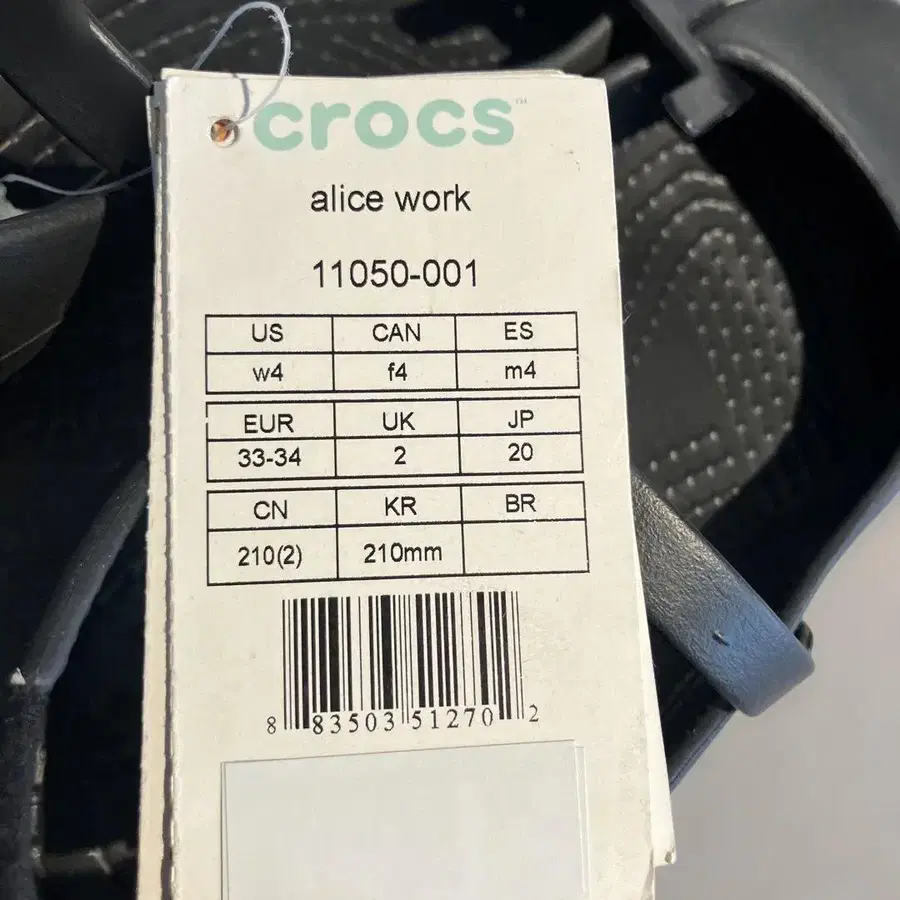 crocs™
alice work
11050-001
US CAN ES
w4 f4 m4
EUR UK JP
33-34 2 20
CN KR BR
210(2) 210mm
8 83503 51270 2